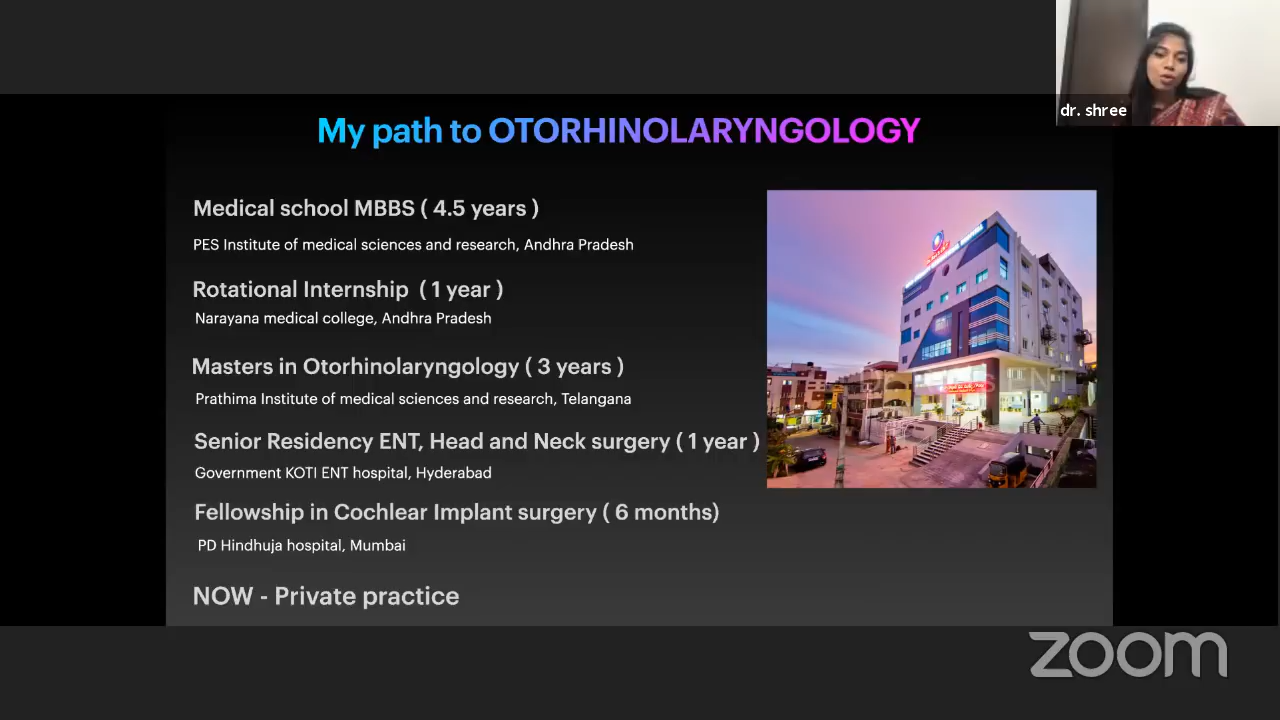 dr. shree
My path to OTORHINOLARYNGOLOGY
Medical school MBBS ( 4.5 years )
PES Institute of medical sciences and research, Andhra Pradesh
Rotational Internship ( 1 year )
Narayana medical college, Andhra Pradesh
Masters in Otorhinolaryngology ( 3 years )
Prathima Institute of medical sciences and research, Telangana
Senior Residency ENT, Head and Neck surgery ( 1 year )
Government KOTI ENT hospital, Hyderabad
Fellowship in Cochlear Implant surgery ( 6 months)
PD Hindhuja hospital, Mumbai
NOW - Private practice
zoom